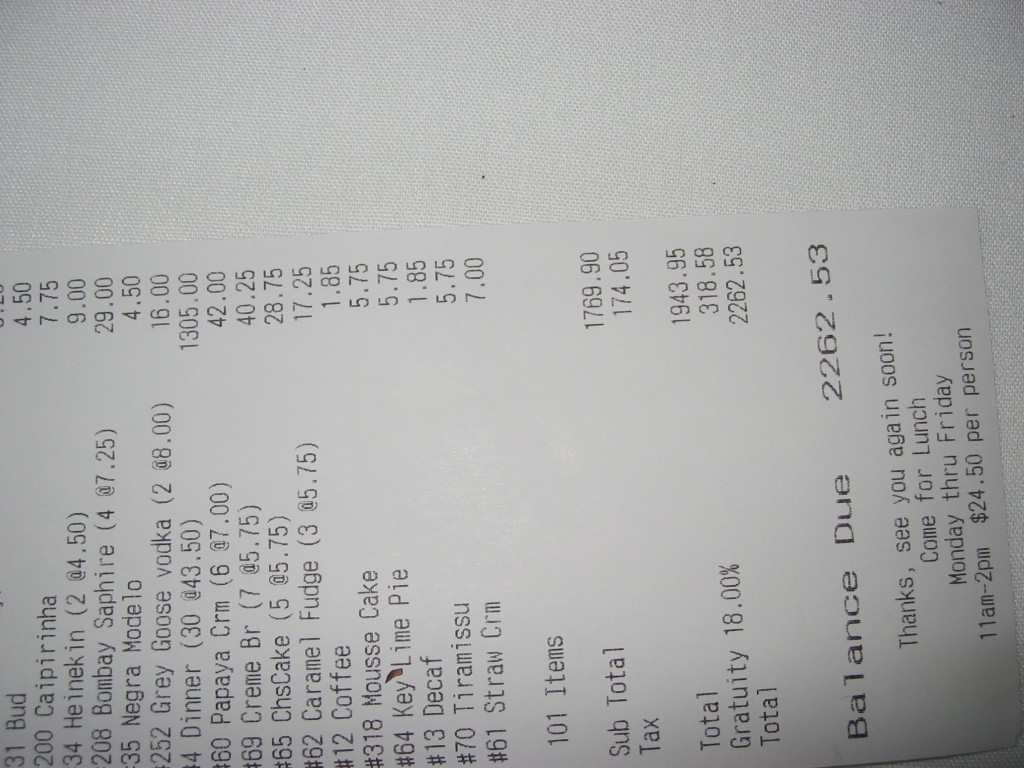 31 Bud 4.50
200 Caipirinha 7.75
34 Heinekin (2 @4.50) 9.00
208 Bombay Saphire (4 @7.25) 29.00
#35 Negra Modelo 4.50
#252 Grey Goose vodka (2 @8.00) 16.00
#4 Dinner (30 @43.50) 1305.00
#60 Papaya Crm (6 @7.00) 42.00
#69 Creme Br (7 @5.75) 40.25
#65 ChsCake (5 @5.75) 28.75
#62 Caramel Fudge (3 @5.75) 17.25
#12 Coffee 1.85
#318 Mousse Cake 5.75
#64 Key Lime Pie 5.75
#13 Decaf 1.85
#70 Tiramissu 5.75
#61 Straw Crm 7.00
101 Items
Sub Total 1769.90
Tax 174.05
Total 1943.95
Gratuity 18.00% 318.58
Total 2262.53
Balance Due 2262.53
Thanks, see you again soon!
Come for Lunch
Monday thru Friday
11am-2pm $24.50 per person